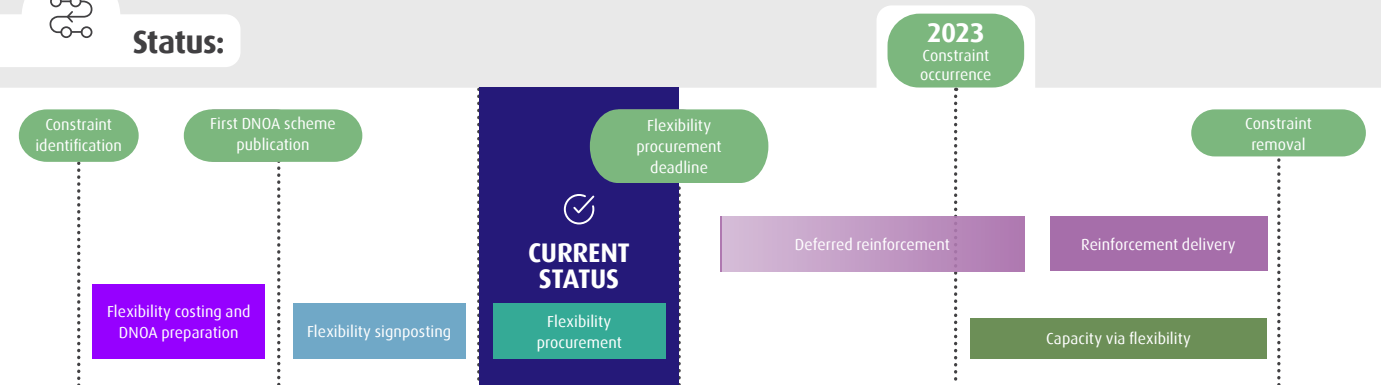 Status:
2023
Constraint
occurrence
Constraint
identification
First DNOA scheme
publication
Flexibility
procurement
deadline
Constraint
removal
CURRENT
STATUS
Deferred reinforcement
Reinforcement delivery
Flexibility costing and
DNOA preparation
Flexibility signposting
Flexibility
procurement
Capacity via flexibility